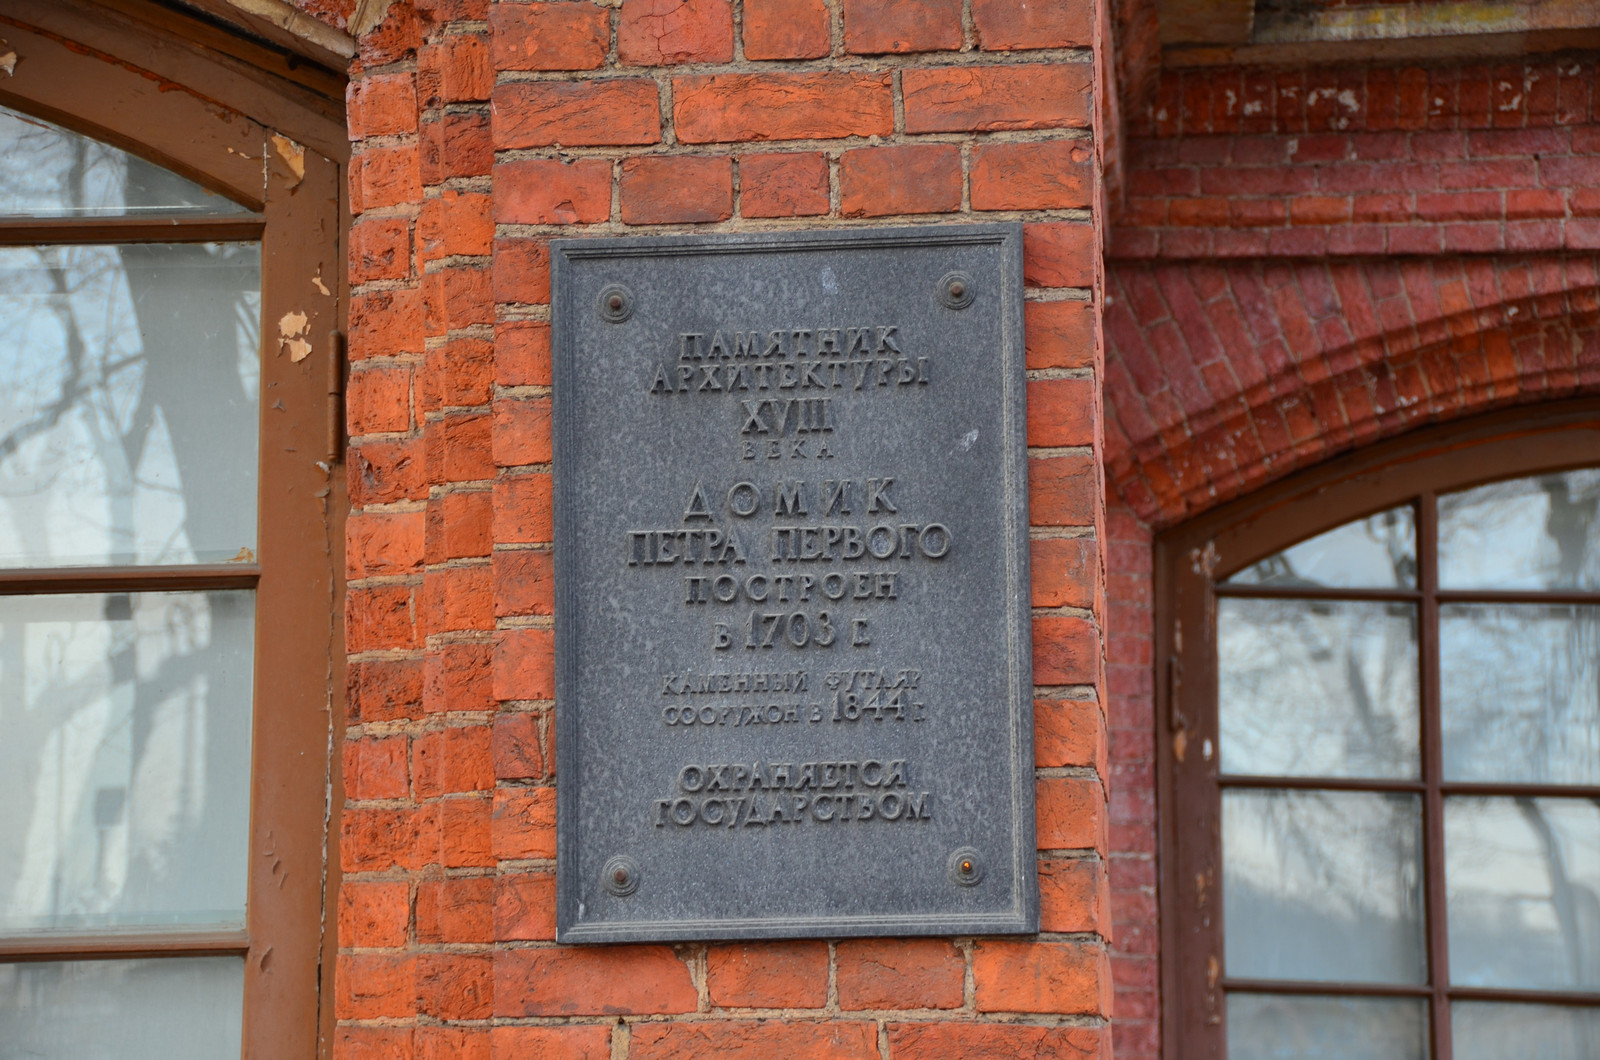 ПАМЯТНИК
АРХИТЕКТУРЫ
XVIII
ВЕКА
ДОМИК
ПЕТРА ПЕРВОГО
ПОСТРОЕН
В 1703 Г.
КАМЕННЫЙ ФУТЛЯР
СООРУЖОН В 1844 Г.
ОХРАНЯЕТСЯ
ГОСУДАРСТВОМ